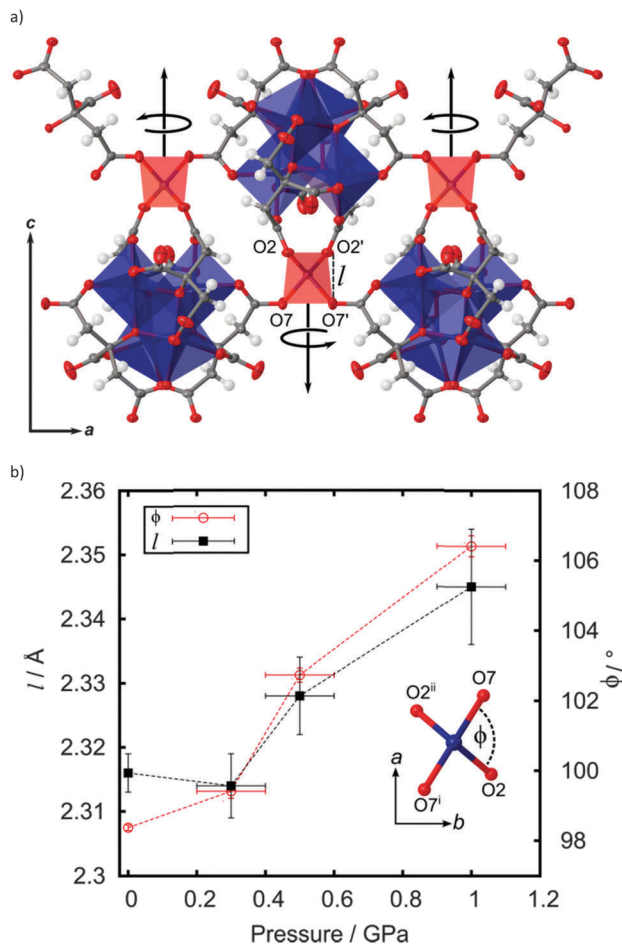 a)
c
a
O2 O2'
l
O7 O7'
b)
2.36
2.35
2.34
2.33
2.32
2.31
2.3
l / Å
ϕ
l
108
106
104
102
100
98
ϕ / °
O7
O2ii
ϕ
O2
O7i
a
b
0 0.2 0.4 0.6 0.8 1 1.2
Pressure / GPa